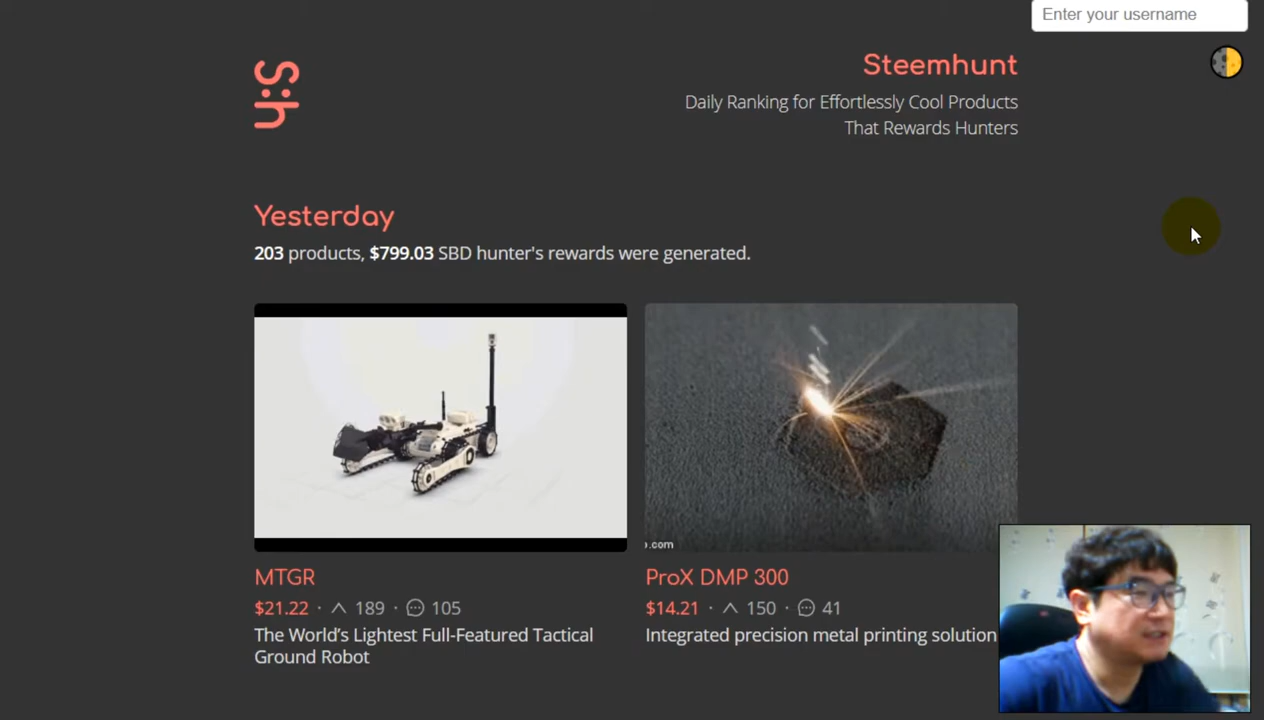 Enter your username
S:h
Steemhunt
Daily Ranking for Effortlessly Cool Products
That Rewards Hunters
Yesterday
203 products, $799.03 SBD hunter's rewards were generated.
.com
MTGR
$21.22 · 189 · 105
The World’s Lightest Full-Featured Tactical
Ground Robot
ProX DMP 300
$14.21 · 150 · 41
Integrated precision metal printing solution